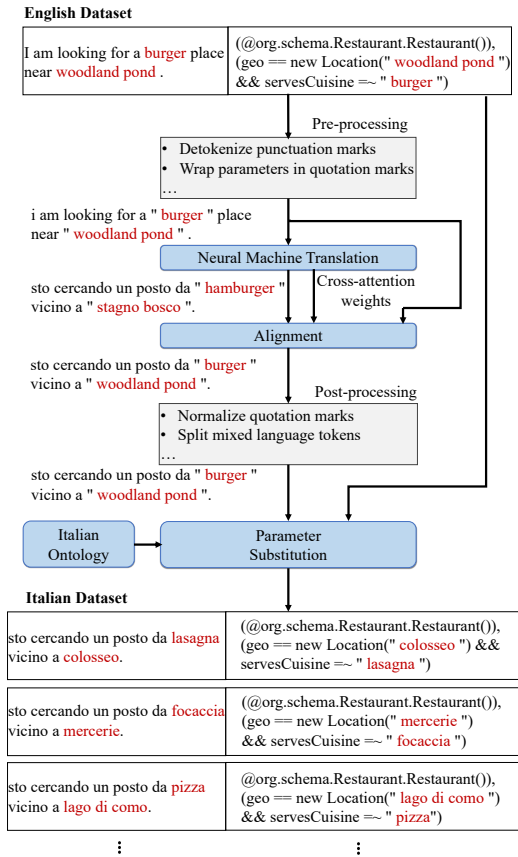 English Dataset
I am looking for a burger place
near woodland pond .
(@org.schema.Restaurant.Restaurant()),
(geo == new Location(" woodland pond ")
&& servesCuisine =~ " burger ")
Pre-processing
• Detokenize punctuation marks
• Wrap parameters in quotation marks
…
i am looking for a " burger " place
near " woodland pond " .
Neural Machine Translation
sto cercando un posto da " hamburger "
vicino a " stagno bosco ".
Cross-attention
weights
Alignment
sto cercando un posto da " burger "
vicino a " woodland pond ".
Post-processing
• Normalize quotation marks
• Split mixed language tokens
…
sto cercando un posto da " burger "
vicino a " woodland pond ".
Italian
Ontology
Parameter
Substitution
Italian Dataset
sto cercando un posto da lasagna
vicino a colosseo.
(@org.schema.Restaurant.Restaurant()),
(geo == new Location(" colosseo ") &&
servesCuisine =~ " lasagna ")
sto cercando un posto da focaccia
vicino a mercerie.
(@org.schema.Restaurant.Restaurant()),
(geo == new Location(" mercerie ")
&& servesCuisine =~ " focaccia ")
sto cercando un posto da pizza
vicino a lago di como.
@org.schema.Restaurant.Restaurant()),
(geo == new Location(" lago di como ")
&& servesCuisine =~ " pizza")
⋮ ⋮